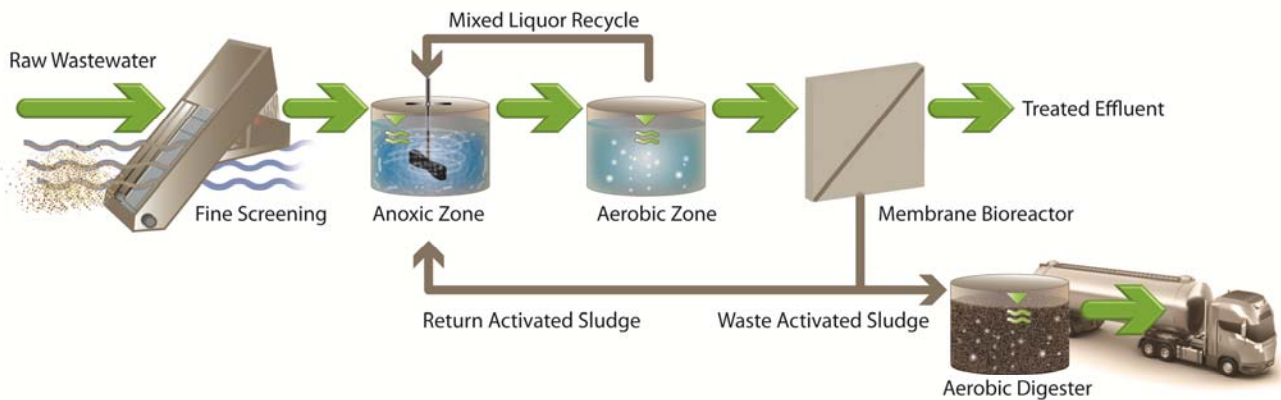 Mixed Liquor Recycle
Raw Wastewater
Treated Effluent
Fine Screening
Anoxic Zone
Aerobic Zone
Membrane Bioreactor
Return Activated Sludge
Waste Activated Sludge
Aerobic Digester